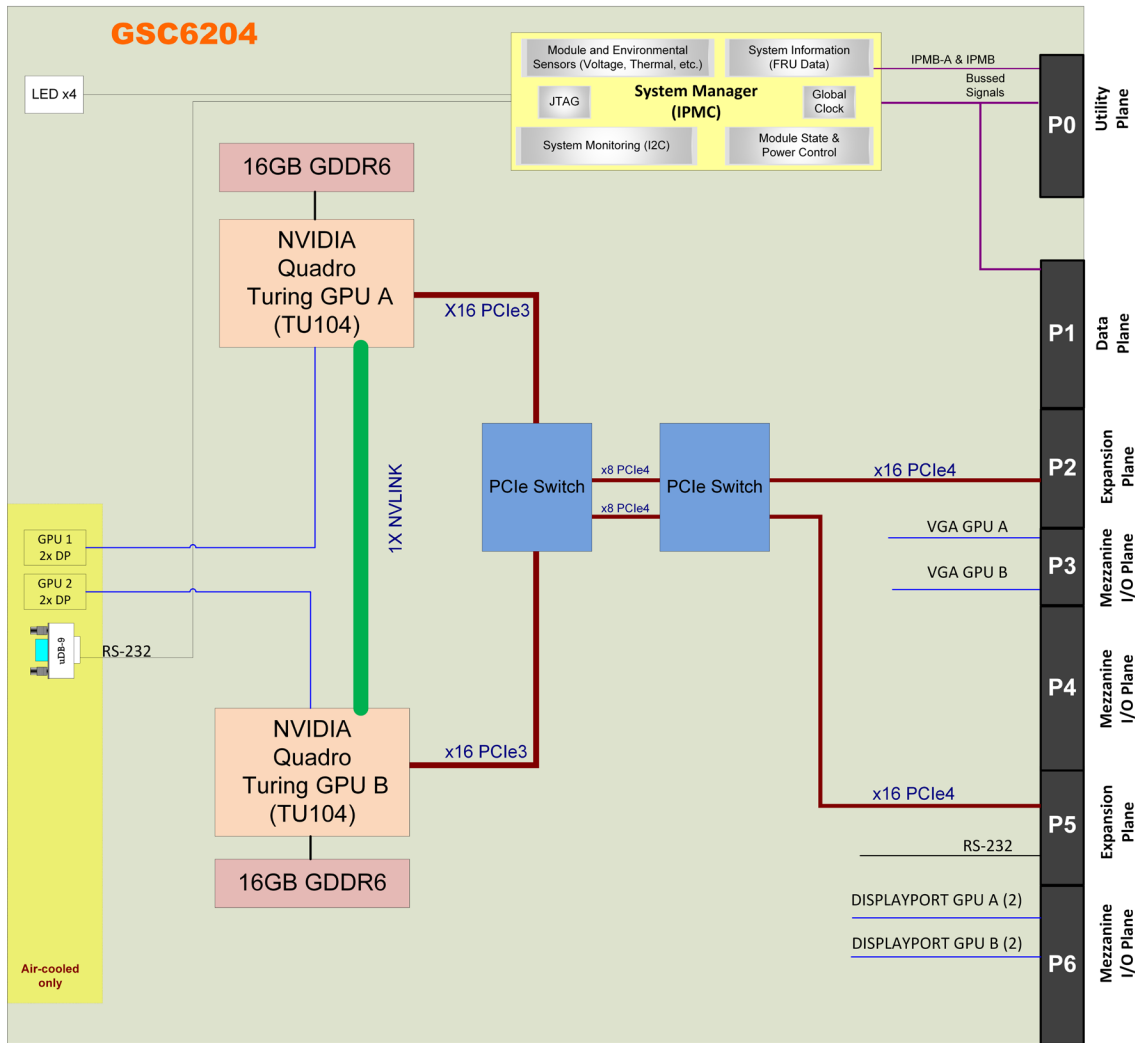 GSC6204
LED x4
Module and Environmental
Sensors (Voltage, Thermal, etc.)
System Information
(FRU Data)
JTAG
System Manager
(IPMC)
Global
Clock
System Monitoring (I2C)
Module State &
Power Control
IPMB-A & IPMB
Bussed
Signals
P0
Utility
Plane
16GB GDDR6
NVIDIA
Quadro
Turing GPU A
(TU104)
X16 PCIe3
P1
Data
Plane
1X NVLINK
PCIe Switch
x8 PCIe4
x8 PCIe4
PCIe Switch
x16 PCIe4
P2
Expansion
Plane
GPU 1
2x DP
GPU 2
2x DP
uDB-9
RS-232
VGA GPU A
VGA GPU B
P3
Mezzanine
I/O Plane
P4
Mezzanine
I/O Plane
NVIDIA
Quadro
Turing GPU B
(TU104)
x16 PCIe3
16GB GDDR6
x16 PCIe4
RS-232
P5
Expansion
Plane
DISPLAYPORT GPU A (2)
DISPLAYPORT GPU B (2)
P6
Mezzanine
I/O Plane
Air-cooled
only